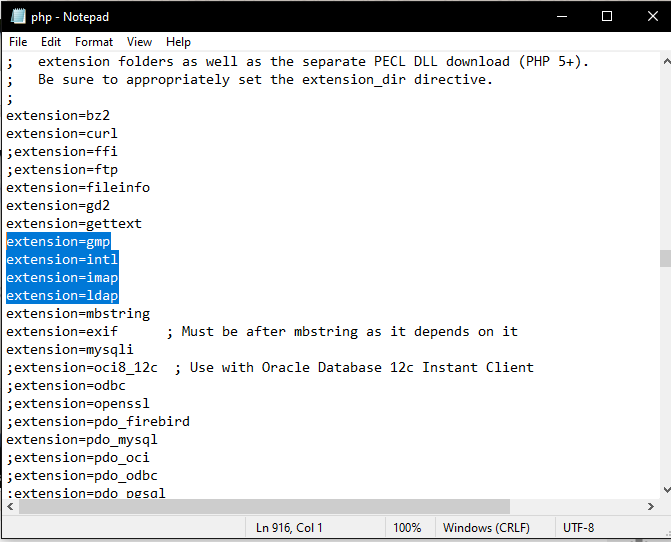 php - Notepad
File Edit Format View Help
;   extension folders as well as the separate PECL DLL download (PHP 5+).
;   Be sure to appropriately set the extension_dir directive.
;
extension=bz2
extension=curl
;extension=ffi
;extension=ftp
extension=fileinfo
extension=gd2
extension=gettext
extension=gmp
extension=intl
extension=imap
extension=ldap
extension=mbstring
extension=exif      ; Must be after mbstring as it depends on it
extension=mysqli
;extension=oci8_12c  ; Use with Oracle Database 12c Instant Client
;extension=odbc
;extension=openssl
;extension=pdo_firebird
extension=pdo_mysql
;extension=pdo_oci
;extension=pdo_odbc
;extension=pdo_pgsql
Ln 916, Col 1 100% Windows (CRLF) UTF-8